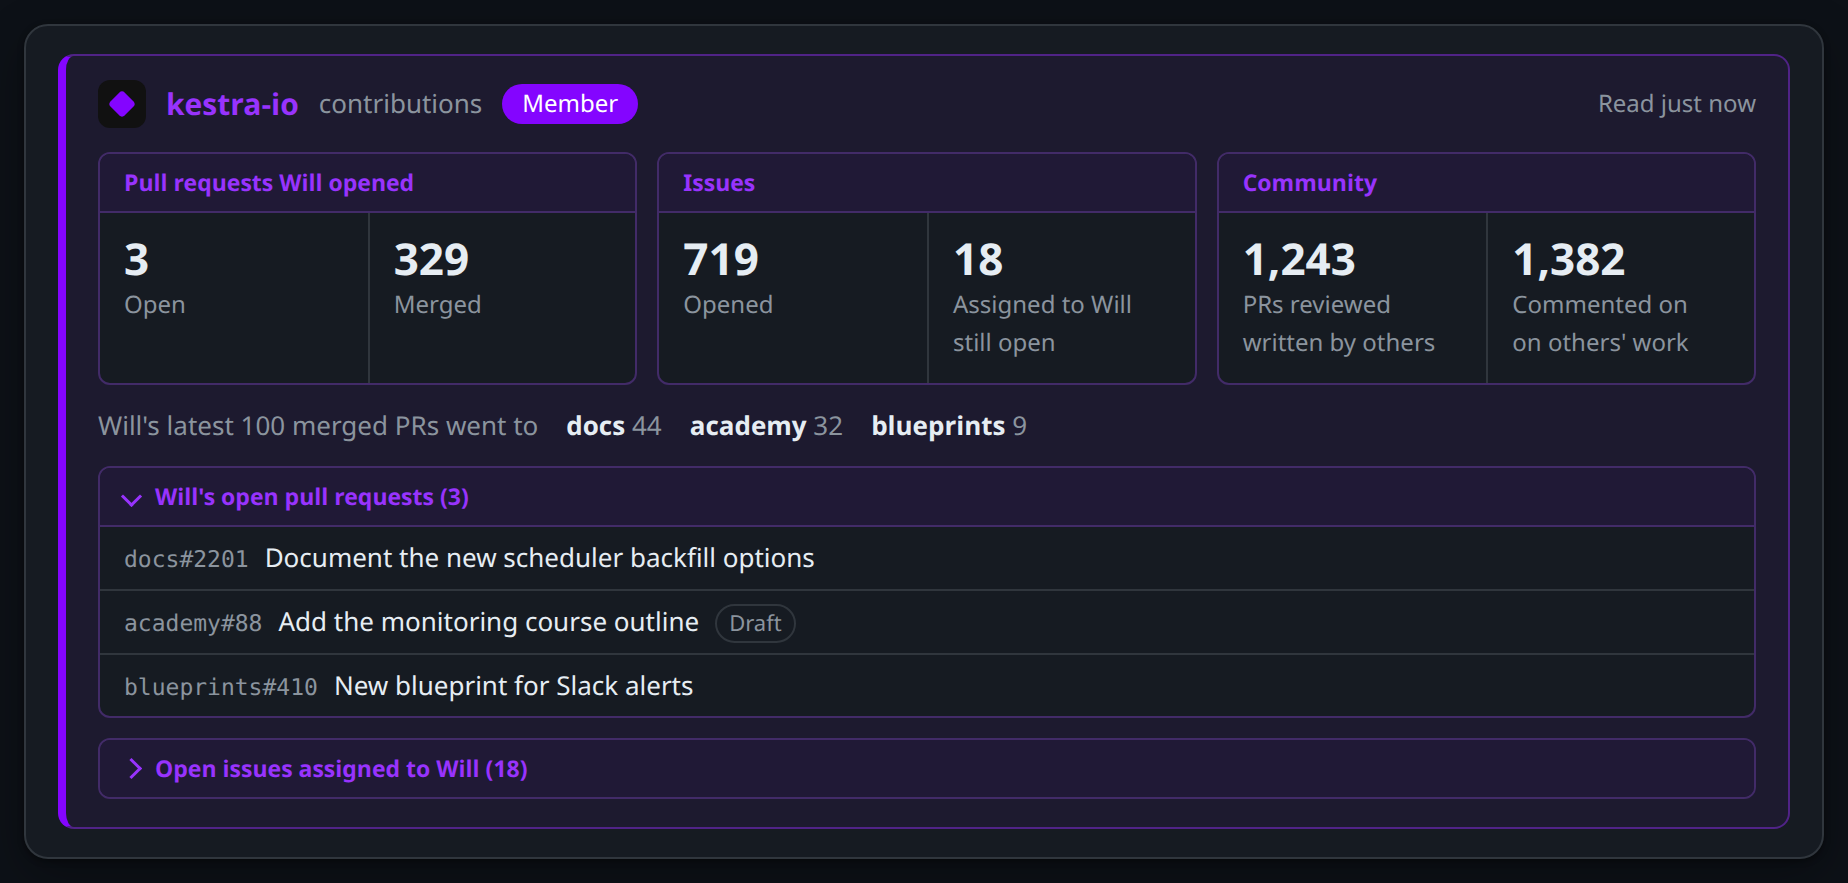 kestra-io contributions Member Read just now
Pull requests Will opened
3
Open
329
Merged
Issues
719
Opened
18
Assigned to Will
still open
Community
1,243
PRs reviewed
written by others
1,382
Commented on
on others' work
Will's latest 100 merged PRs went to docs 44 academy 32 blueprints 9
Will's open pull requests (3)
docs#2201 Document the new scheduler backfill options
academy#88 Add the monitoring course outline Draft
blueprints#410 New blueprint for Slack alerts
Open issues assigned to Will (18)